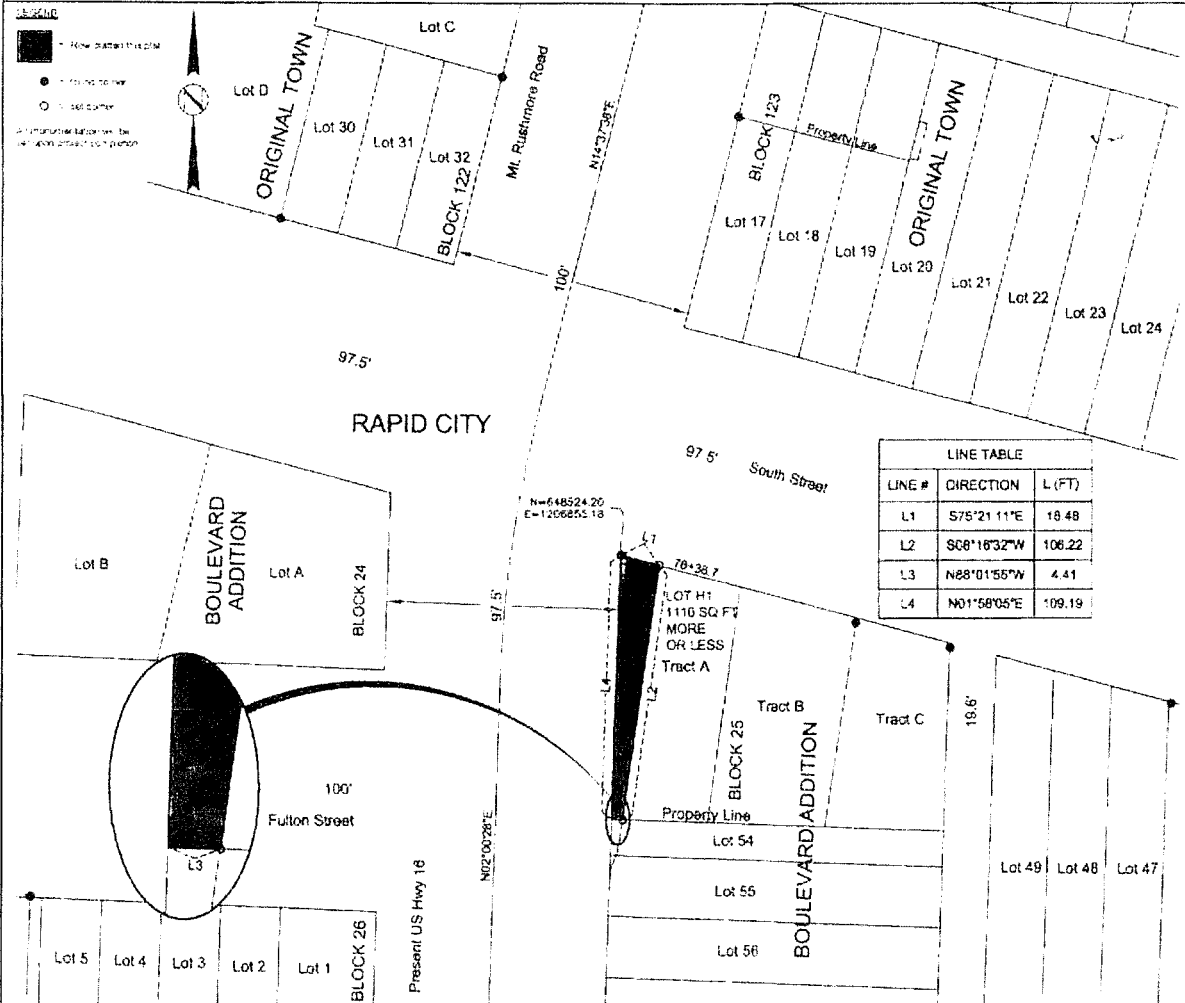 LEGEND
Lot C
Lot D
ORIGINAL TOWN
Lot 30
Lot 31
Lot 32
BLOCK 122
Mt. Rushmore Road
N14°37'38"E
100'
BLOCK 123
Property Line
ORIGINAL TOWN
Lot 17
Lot 18
Lot 19
Lot 20
Lot 21
Lot 22
Lot 23
Lot 24
97.5'
RAPID CITY
97.5'
South Street
LINE TABLE
LINE # DIRECTION L (FT)
L1 S75°21'11"E 18.48
L2 S08°16'32"W 106.22
L3 N88°01'55"W 4.41
L4 N01°58'05"E 109.19
N=648924.20
E=1206855.18
L1
78+38.7
LOT H1
1110 SQ FT
MORE
OR LESS
Tract A
L4
L2
Lot B
BOULEVARD
ADDITION
Lot A
BLOCK 24
97.5'
Tract B
Tract C
BLOCK 25
BOULEVARD ADDITION
19.6'
Property Line
Lot 54
Lot 55
Lot 56
Lot 49
Lot 48
Lot 47
100'
Fulton Street
L3
N02°00'28"E
Present US Hwy 16
Lot 5
Lot 4
Lot 3
Lot 2
Lot 1
BLOCK 26